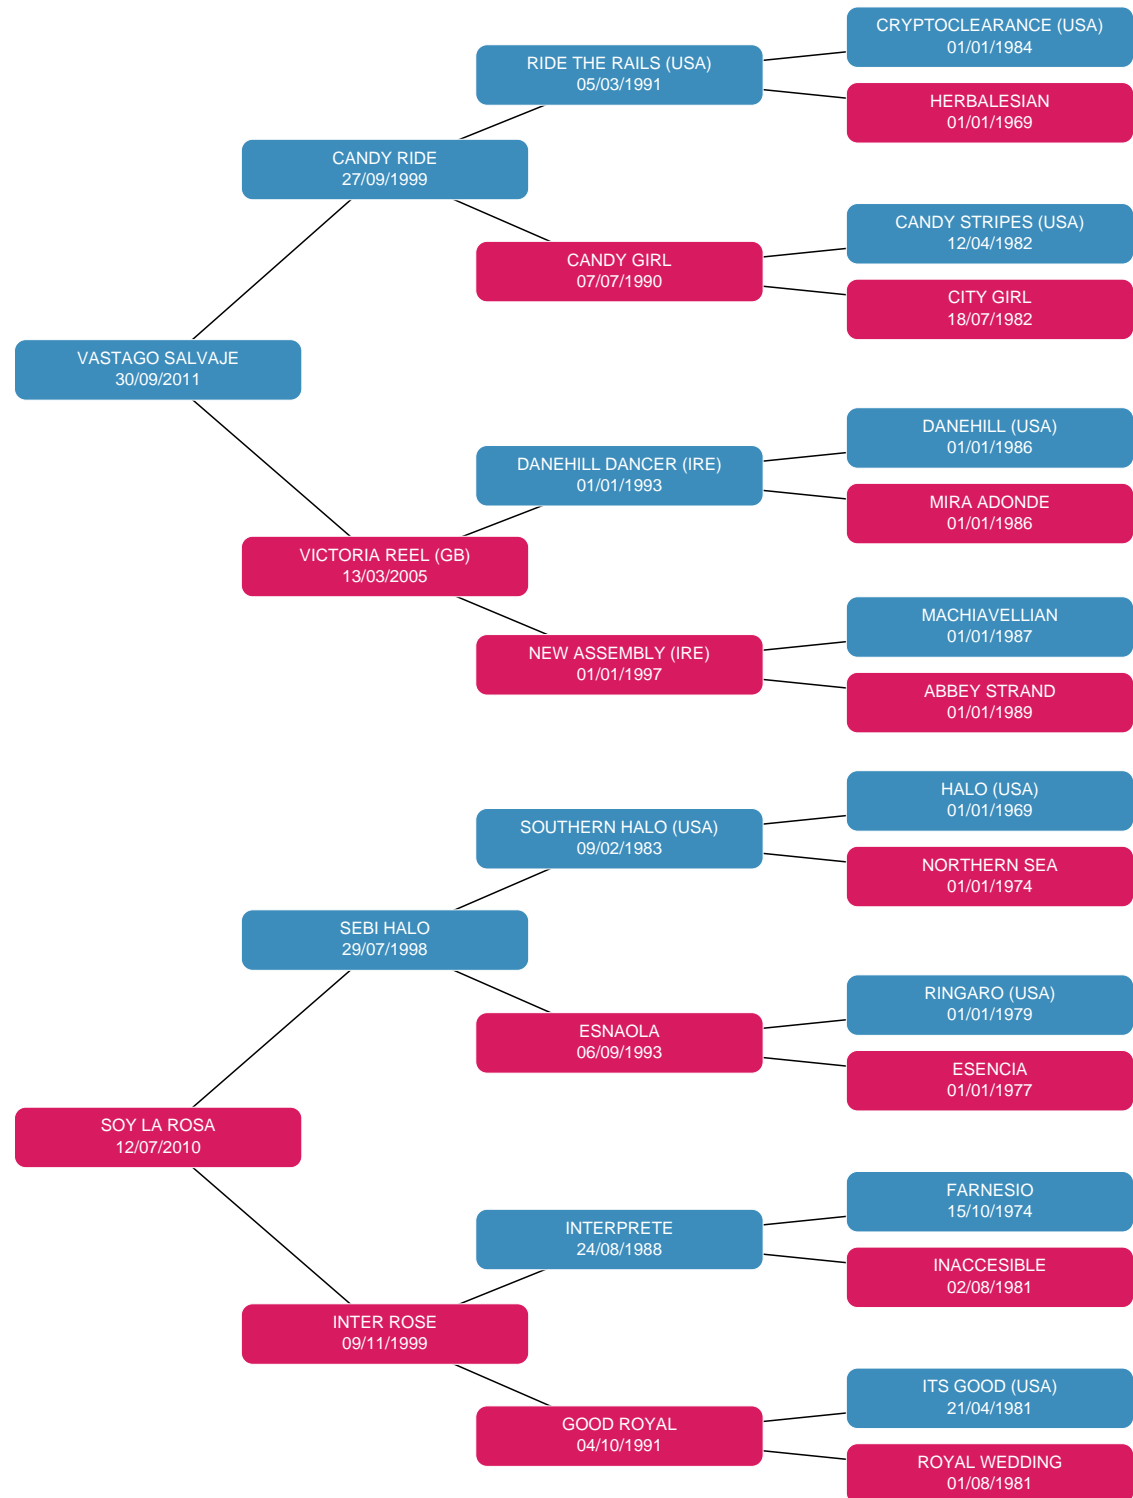 CRYPTOCLEARANCE (USA)
01/01/1984
RIDE THE RAILS (USA)
05/03/1991
HERBALESIAN
01/01/1969
CANDY RIDE
27/09/1999
CANDY STRIPES (USA)
12/04/1982
CANDY GIRL
07/07/1990
CITY GIRL
18/07/1982
VASTAGO SALVAJE
30/09/2011
DANEHILL (USA)
01/01/1986
DANEHILL DANCER (IRE)
01/01/1993
MIRA ADONDE
01/01/1986
VICTORIA REEL (GB)
13/03/2005
MACHIAVELLIAN
01/01/1987
NEW ASSEMBLY (IRE)
01/01/1997
ABBEY STRAND
01/01/1989
HALO (USA)
01/01/1969
SOUTHERN HALO (USA)
09/02/1983
NORTHERN SEA
01/01/1974
SEBI HALO
29/07/1998
RINGARO (USA)
01/01/1979
ESNAOLA
06/09/1993
ESENCIA
01/01/1977
SOY LA ROSA
12/07/2010
FARNESIO
15/10/1974
INTERPRETE
24/08/1988
INACCESIBLE
02/08/1981
INTER ROSE
09/11/1999
ITS GOOD (USA)
21/04/1981
GOOD ROYAL
04/10/1991
ROYAL WEDDING
01/08/1981